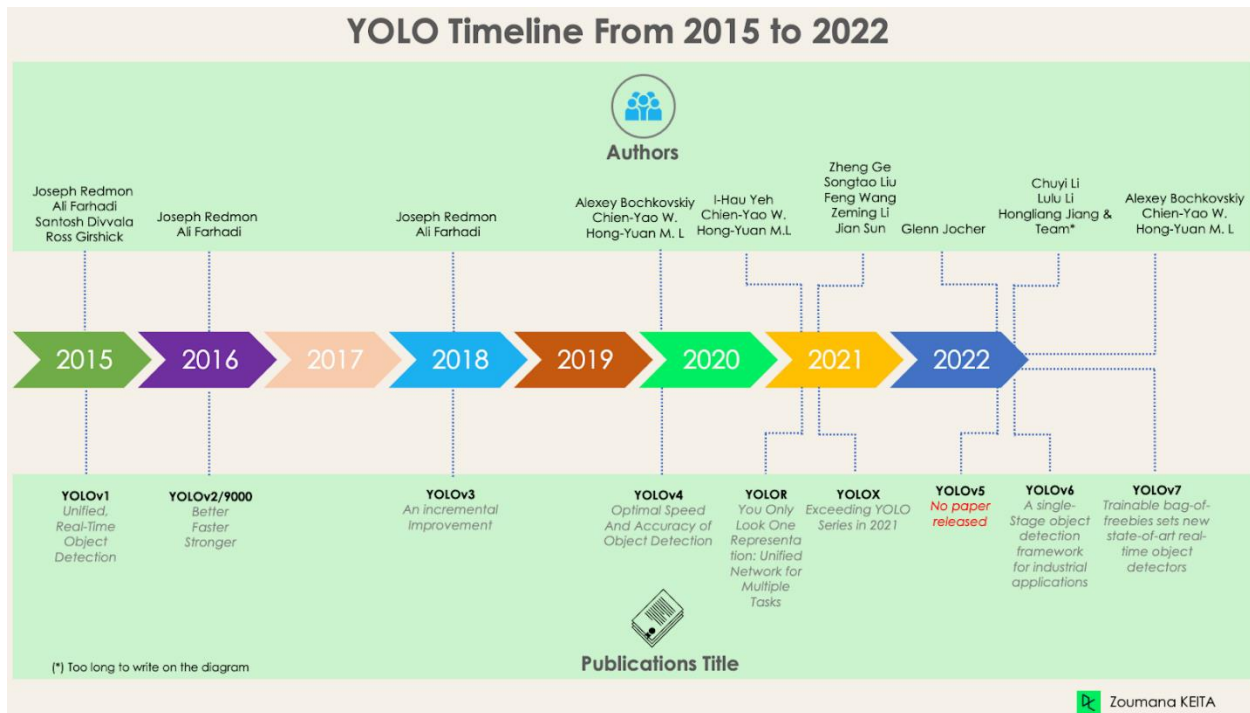 YOLO Timeline From 2015 to 2022
Authors
Joseph Redmon
Ali Farhadi
Santosh Divvala
Ross Girshick
Joseph Redmon
Ali Farhadi
Joseph Redmon
Ali Farhadi
Alexey Bochkovskiy
Chien-Yao W.
Hong-Yuan M. L
I-Hau Yeh
Chien-Yao W.
Hong-Yuan M.L
Zheng Ge
Songtao Liu
Feng Wang
Zeming Li
Jian Sun
Glenn Jocher
Chuyi Li
Lulu Li
Hongliang Jiang &
Team*
Alexey Bochkovskiy
Chien-Yao W.
Hong-Yuan M. L
2015
2016
2017
2018
2019
2020
2021
2022
YOLOv1
Unified,
Real-Time
Object
Detection
YOLOv2/9000
Better
Faster
Stronger
YOLOv3
An incremental
Improvement
YOLOv4
Optimal Speed
And Accuracy of
Object Detection
YOLOR
You Only
Look One
Representa
tion: Unified
Network for
Multiple
Tasks
YOLOX
Exceeding YOLO
Series in 2021
YOLOv5
No paper
released
YOLOv6
A single-
Stage object
detection
framework
for industrial
applications
YOLOv7
Trainable bag-of-
freebies sets new
state-of-art real-
time object
detectors
Publications Title
(*) Too long to write on the diagram
Zoumana KEITA